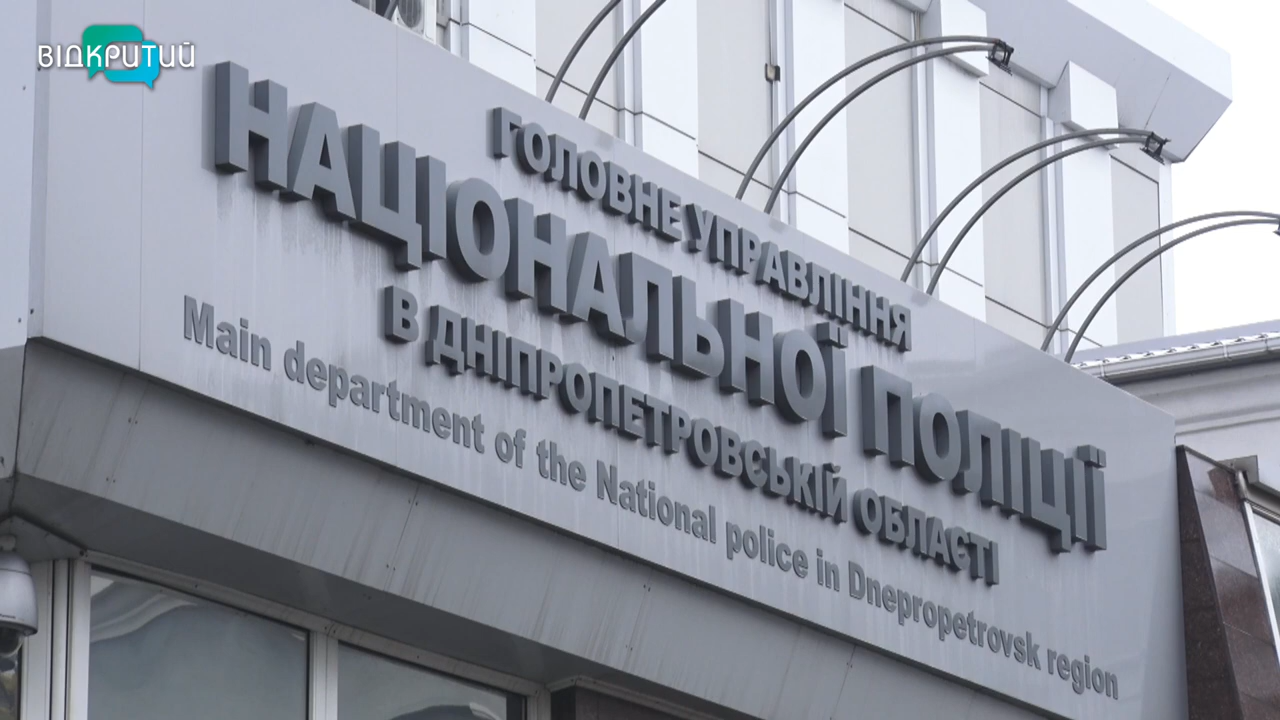 ВІДКРИТИЙ
ГОЛОВНЕ УПРАВЛІННЯ
НАЦІОНАЛЬНОЇ ПОЛІЦІЇ
В ДНІПРОПЕТРОВСЬКІЙ ОБЛАСТІ
Main department of the National police in Dnepropetrovsk region